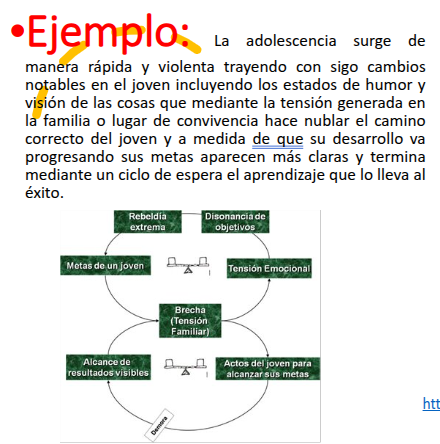 •Ejemplo: La adolescencia surge de
manera rápida y violenta trayendo con sigo cambios
notables en el joven incluyendo los estados de humor y
visión de las cosas que mediante la tensión generada en
la familia o lugar de convivencia hace nublar el camino
correcto del joven y a medida de que su desarrollo va
progresando sus metas aparecen más claras y termina
mediante un ciclo de espera el aprendizaje que lo lleva al
éxito.
Rebeldía
extrema
Disonancia de
objetivos
Metas de un joven
Tensión Emocional
Brecha
(Tensión
Familiar)
Alcance de
resultados visibles
Actos del joven para
alcanzar sus metas
Demora
htt